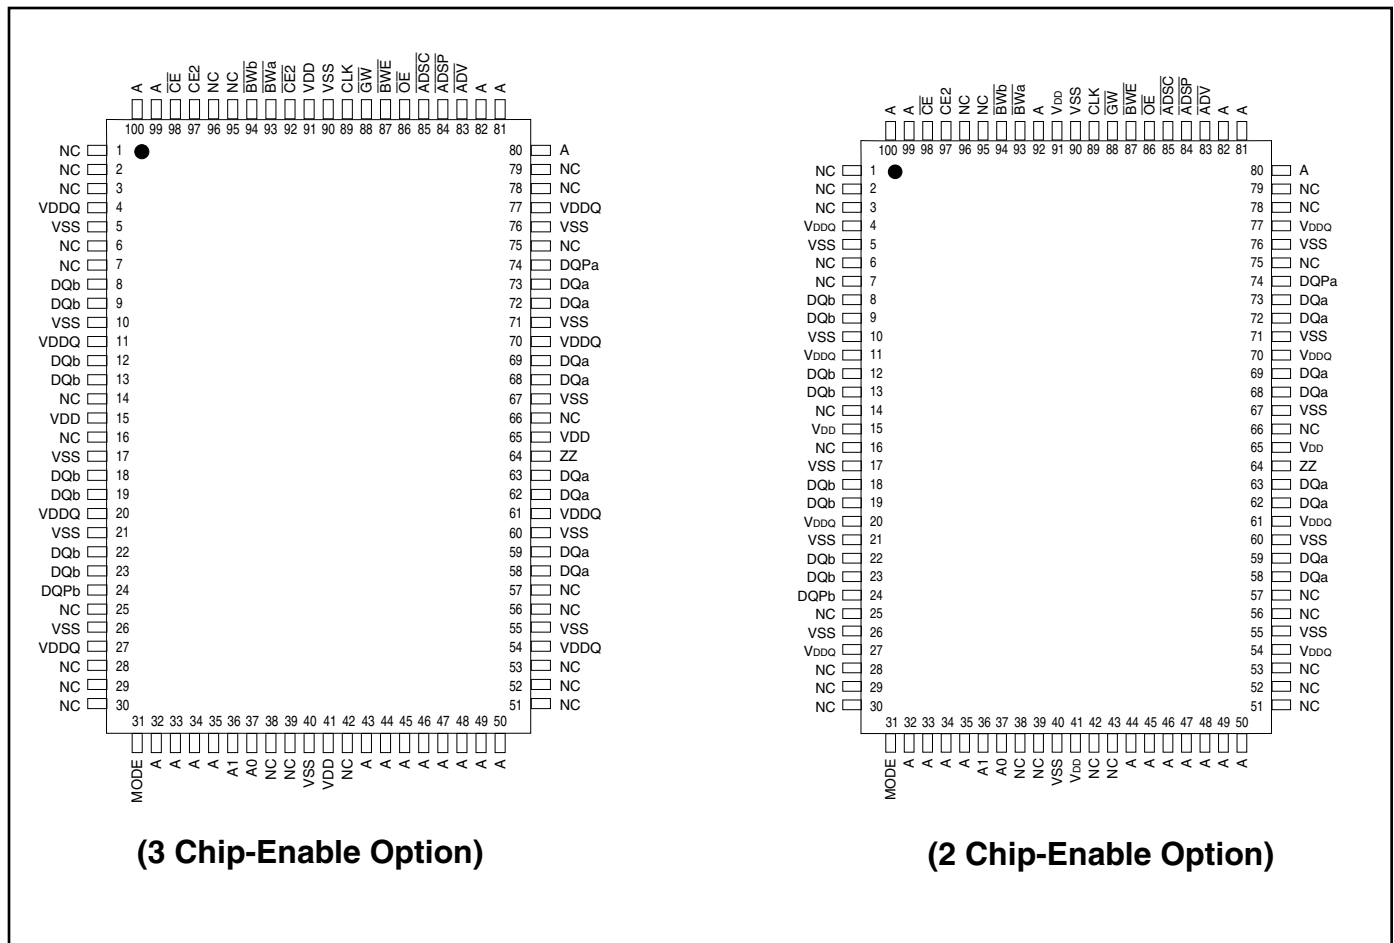 A A CE CE2 NC NC BWb BWa CE2 VDD VSS CLK GW BWE OE ADSC ADSP ADV A A
100 99 98 97 96 95 94 93 92 91 90 89 88 87 86 85 84 83 82 81
NC 1 80 A
NC 2 79 NC
NC 3 78 NC
VDDQ 4 77 VDDQ
VSS 5 76 VSS
NC 6 75 NC
NC 7 74 DQPa
DQb 8 73 DQa
DQb 9 72 DQa
VSS 10 71 VSS
VDDQ 11 70 VDDQ
DQb 12 69 DQa
DQb 13 68 DQa
NC 14 67 VSS
VDD 15 66 NC
NC 16 65 VDD
VSS 17 64 ZZ
DQb 18 63 DQa
DQb 19 62 DQa
VDDQ 20 61 VDDQ
VSS 21 60 VSS
DQb 22 59 DQa
DQb 23 58 DQa
DQPb 24 57 NC
NC 25 56 NC
VSS 26 55 VSS
VDDQ 27 54 VDDQ
NC 28 53 NC
NC 29 52 NC
NC 30 51 NC
31 32 33 34 35 36 37 38 39 40 41 42 43 44 45 46 47 48 49 50
MODE A A A A A1 A0 NC NC VSS VDD NC A A A A A A A A
(3 Chip-Enable Option)
A A CE CE2 NC NC BWb BWa A VDD VSS CLK GW BWE OE ADSC ADSP ADV A A
100 99 98 97 96 95 94 93 92 91 90 89 88 87 86 85 84 83 82 81
NC 1 80 A
NC 2 79 NC
NC 3 78 NC
VDDQ 4 77 VDDQ
VSS 5 76 VSS
NC 6 75 NC
NC 7 74 DQPa
DQb 8 73 DQa
DQb 9 72 DQa
VSS 10 71 VSS
VDDQ 11 70 VDDQ
DQb 12 69 DQa
DQb 13 68 DQa
NC 14 67 VSS
VDD 15 66 NC
NC 16 65 VDD
VSS 17 64 ZZ
DQb 18 63 DQa
DQb 19 62 DQa
VDDQ 20 61 VDDQ
VSS 21 60 VSS
DQb 22 59 DQa
DQb 23 58 DQa
DQPb 24 57 NC
NC 25 56 NC
VSS 26 55 VSS
VDDQ 27 54 VDDQ
NC 28 53 NC
NC 29 52 NC
NC 30 51 NC
31 32 33 34 35 36 37 38 39 40 41 42 43 44 45 46 47 48 49 50
MODE A A A A A1 A0 NC NC VSS VDD NC NC A A A A A A A
(2 Chip-Enable Option)